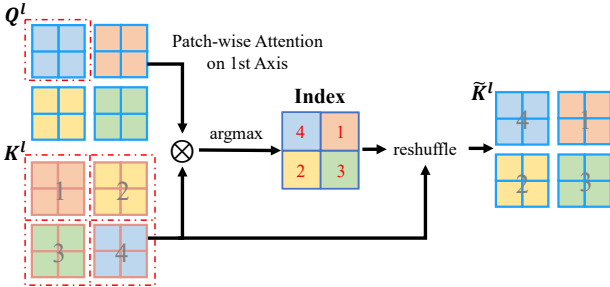 Q^l
Patch-wise Attention
on 1st Axis
Index
K̃^l
4 1
argmax
reshuffle
4 1
2 3
2 3
K^l
1 2
3 4